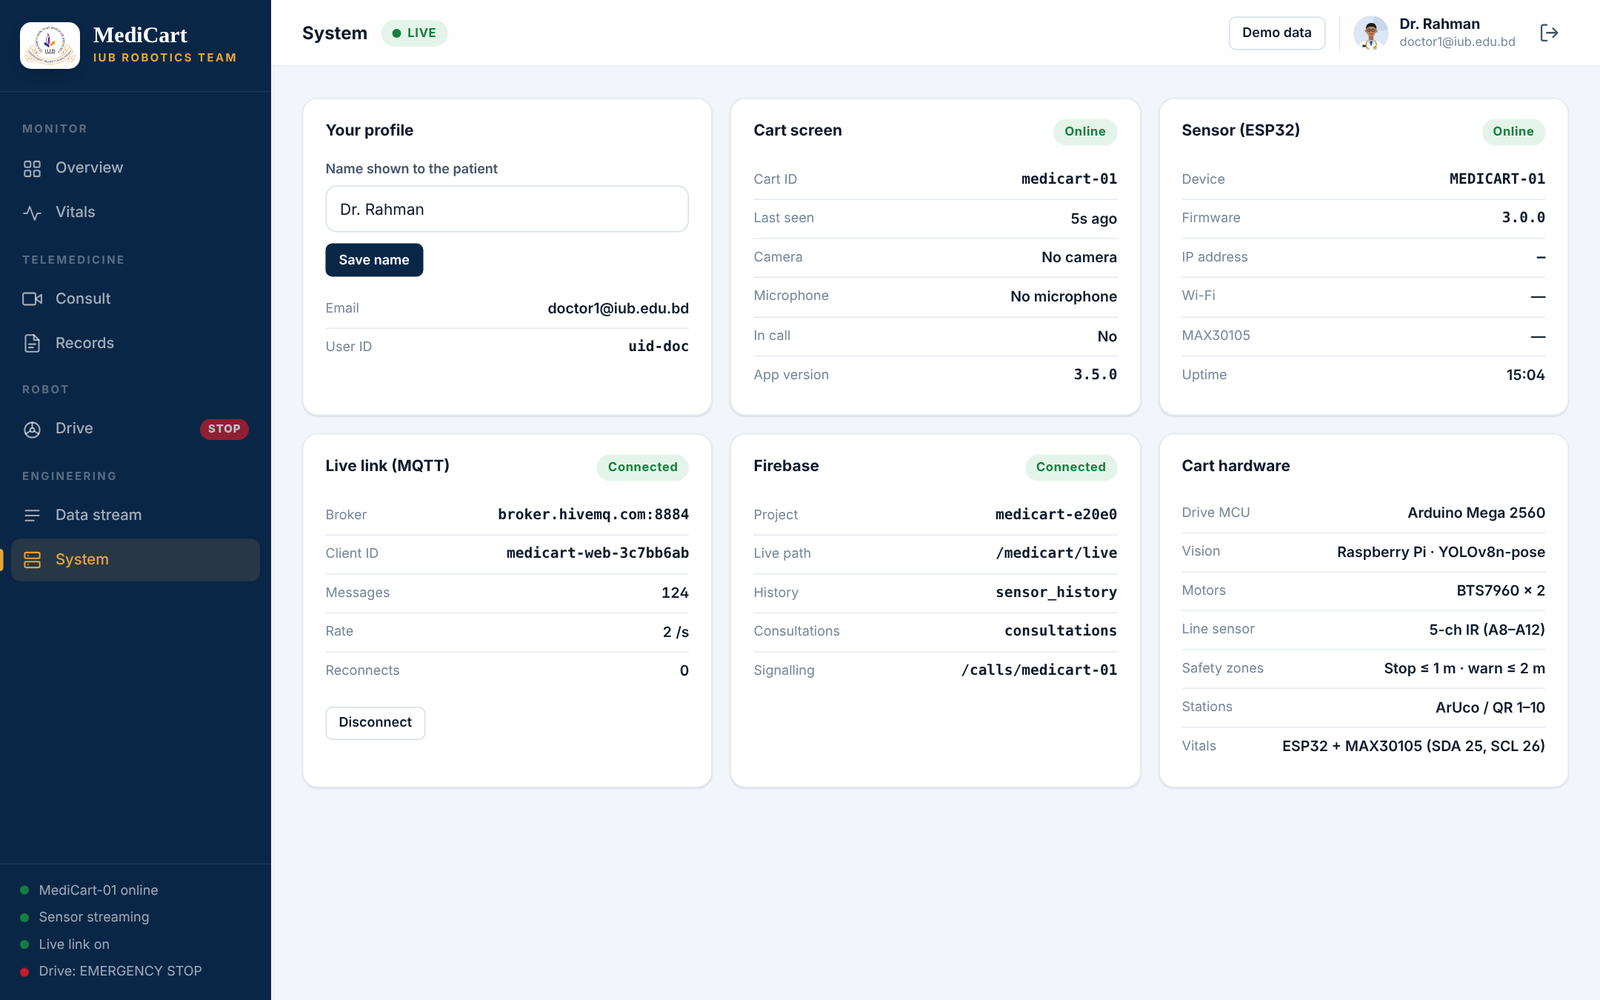 MediCart
IUB ROBOTICS TEAM
MONITOR
Overview
Vitals
TELEMEDICINE
Consult
Records
ROBOT
Drive STOP
ENGINEERING
Data stream
System
MediCart-01 online
Sensor streaming
Live link on
Drive: EMERGENCY STOP
System LIVE
Demo data
Dr. Rahman
doctor1@iub.edu.bd
Your profile
Name shown to the patient
Dr. Rahman
Save name
Email doctor1@iub.edu.bd
User ID uid-doc
Cart screen Online
Cart ID medicart-01
Last seen 5s ago
Camera No camera
Microphone No microphone
In call No
App version 3.5.0
Sensor (ESP32) Online
Device MEDICART-01
Firmware 3.0.0
IP address –
Wi-Fi —
MAX30105 —
Uptime 15:04
Live link (MQTT) Connected
Broker broker.hivemq.com:8884
Client ID medicart-web-3c7bb6ab
Messages 124
Rate 2 /s
Reconnects 0
Disconnect
Firebase Connected
Project medicart-e20e0
Live path /medicart/live
History sensor_history
Consultations consultations
Signalling /calls/medicart-01
Cart hardware
Drive MCU Arduino Mega 2560
Vision Raspberry Pi · YOLOv8n-pose
Motors BTS7960 × 2
Line sensor 5-ch IR (A8–A12)
Safety zones Stop ≤ 1 m · warn ≤ 2 m
Stations ArUco / QR 1–10
Vitals ESP32 + MAX30105 (SDA 25, SCL 26)